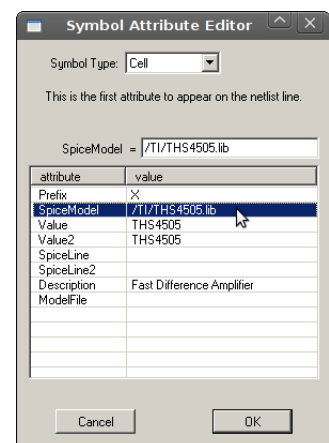 Symbol Attribute Editor
Symbol Type: Cell
This is the first attribute to appear on the netlist line.
SpiceModel = /TI/THS4505.lib
attribute value
Prefix X
SpiceModel /TI/THS4505.lib
Value THS4505
Value2 THS4505
SpiceLine
SpiceLine2
Description Fast Difference Amplifier
ModelFile
Cancel OK